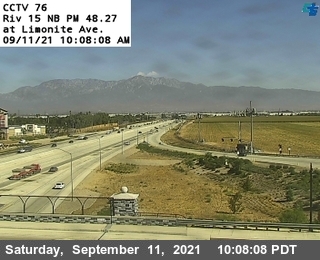 CCTV 76
Riv 15 NB PM 48.27
at Limonite Ave.
09/11/21 10:08:08 AM
Saturday, September 11, 2021 10:08:08 PDT